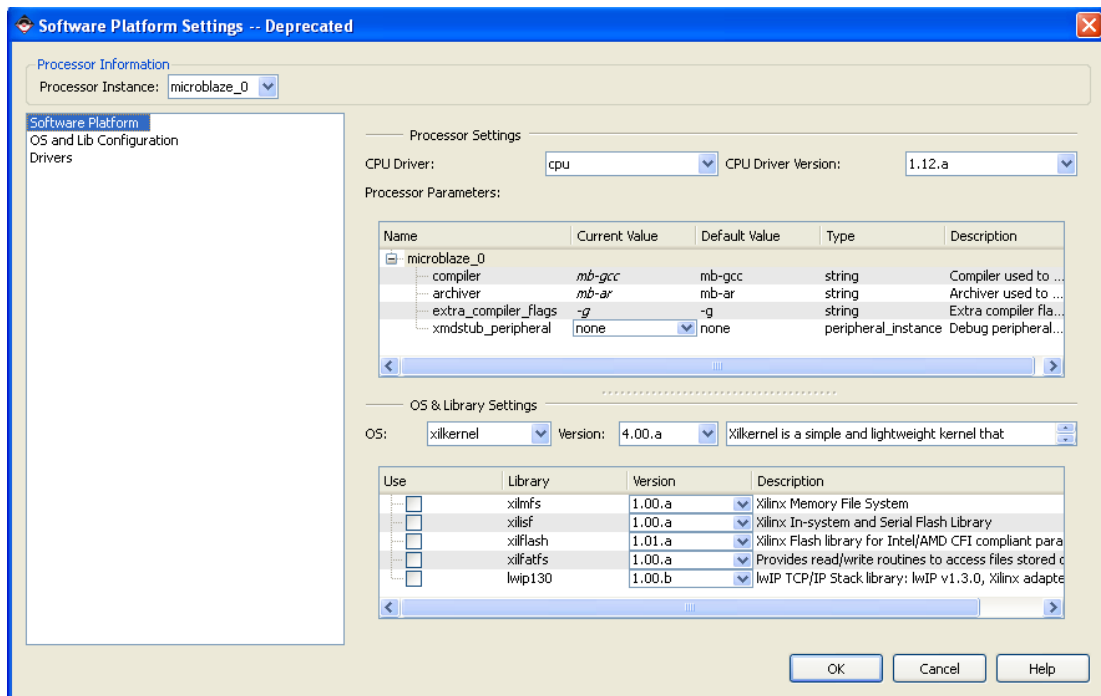 Software Platform Settings -- Deprecated
Processor Information
Processor Instance: microblaze_0
Software Platform
OS and Lib Configuration
Drivers
Processor Settings
CPU Driver: cpu CPU Driver Version: 1.12.a
Processor Parameters:
Name Current Value Default Value Type Description
microblaze_0
compiler mb-gcc mb-gcc string Compiler used to ...
archiver mb-ar mb-ar string Archiver used to ...
extra_compiler_flags -g -g string Extra compiler fla...
xmdstub_peripheral none none peripheral_instance Debug peripheral...
OS & Library Settings
OS: xilkernel Version: 4.00.a Xilkernel is a simple and lightweight kernel that
Use Library Version Description
xilmfs 1.00.a Xilinx Memory File System
xilisf 1.00.a Xilinx In-system and Serial Flash Library
xilflash 1.01.a Xilinx Flash library for Intel/AMD CFI compliant para
xilfatfs 1.00.a Provides read/write routines to access files stored
lwip130 1.00.b lwIP TCP/IP Stack library: lwIP v1.3.0, Xilinx adapte
OK Cancel Help